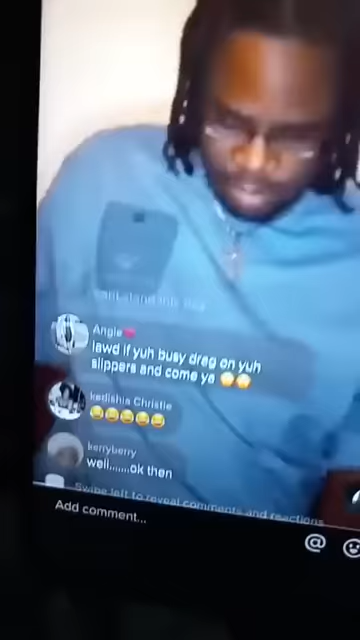 Angie
lawd if yuh busy drag on yuh
slippers and come ya 😳😳
kedishia Christie
😂😂😂😂😂
kerryberry
well.......ok then
Swipe left to reveal comments and reactions
Add comment...
@